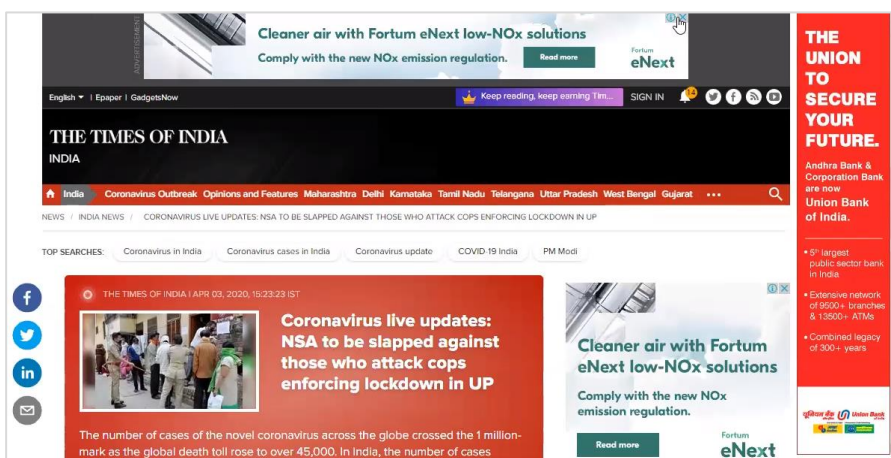 ADVERTISEMENT
Cleaner air with Fortum eNext low-NOx solutions
Comply with the new NOx emission regulation.
Read more
Fortum
eNext
English
Epaper
GadgetsNow
Keep reading, keep earning Tim...
SIGN IN
14
THE TIMES OF INDIA
INDIA
India Coronavirus Outbreak Opinions and Features Maharashtra Delhi Karnataka Tamil Nadu Telangana Uttar Pradesh West Bengal Gujarat •••
NEWS / INDIA NEWS / CORONAVIRUS LIVE UPDATES: NSA TO BE SLAPPED AGAINST THOSE WHO ATTACK COPS ENFORCING LOCKDOWN IN UP
TOP SEARCHES: Coronavirus in India Coronavirus cases in India Coronavirus update COVID-19 India PM Modi
THE TIMES OF INDIA | APR 03, 2020, 15:23:23 IST
Coronavirus live updates:
NSA to be slapped against
those who attack cops
enforcing lockdown in UP
The number of cases of the novel coronavirus across the globe crossed the 1 million-
mark as the global death toll rose to over 45,000. In India, the number of cases
Cleaner air with Fortum
eNext low-NOx solutions
Comply with the new NOx
emission regulation.
Read more
Fortum
eNext
THE
UNION
TO
SECURE
YOUR
FUTURE.
Andhra Bank &
Corporation Bank
are now
Union Bank
of India.
• 5th largest
public sector bank
in India
• Extensive network
of 9500+ branches
& 13500+ ATMs
• Combined legacy
of 300+ years
यूनियन बैंक Union Bank